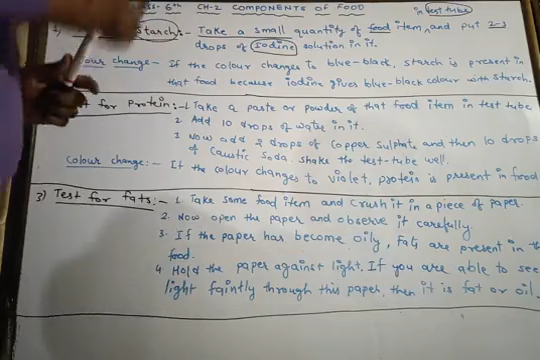 6th CH-2 COMPONENTS OF FOOD
in test tube
1) Starch :- Take a small quantity of food item, and put 2-3
drops of Iodine solution in it.
colour change - If the colour changes to blue-black, starch is present in
that food because iodine gives blue-black colour with starch.
for Protein :- 1. Take a paste or powder of that food item in test tube
2. Add 10 drops of water in it.
3. Now add 2 drops of Copper Sulphate and then 10 drops
of Caustic Soda. Shake the test-tube well.
Colour change :- If the colour changes to violet, protein is present in food
3) Test for fats :- 1. Take some food item and crush it in a piece of paper.
2. Now open the paper and observe it carefully.
3. If the paper has become oily, Fats are present in th
food.
4. Hold the paper against light. If you are able to see
light faintly through this paper, then it is fat or oil.